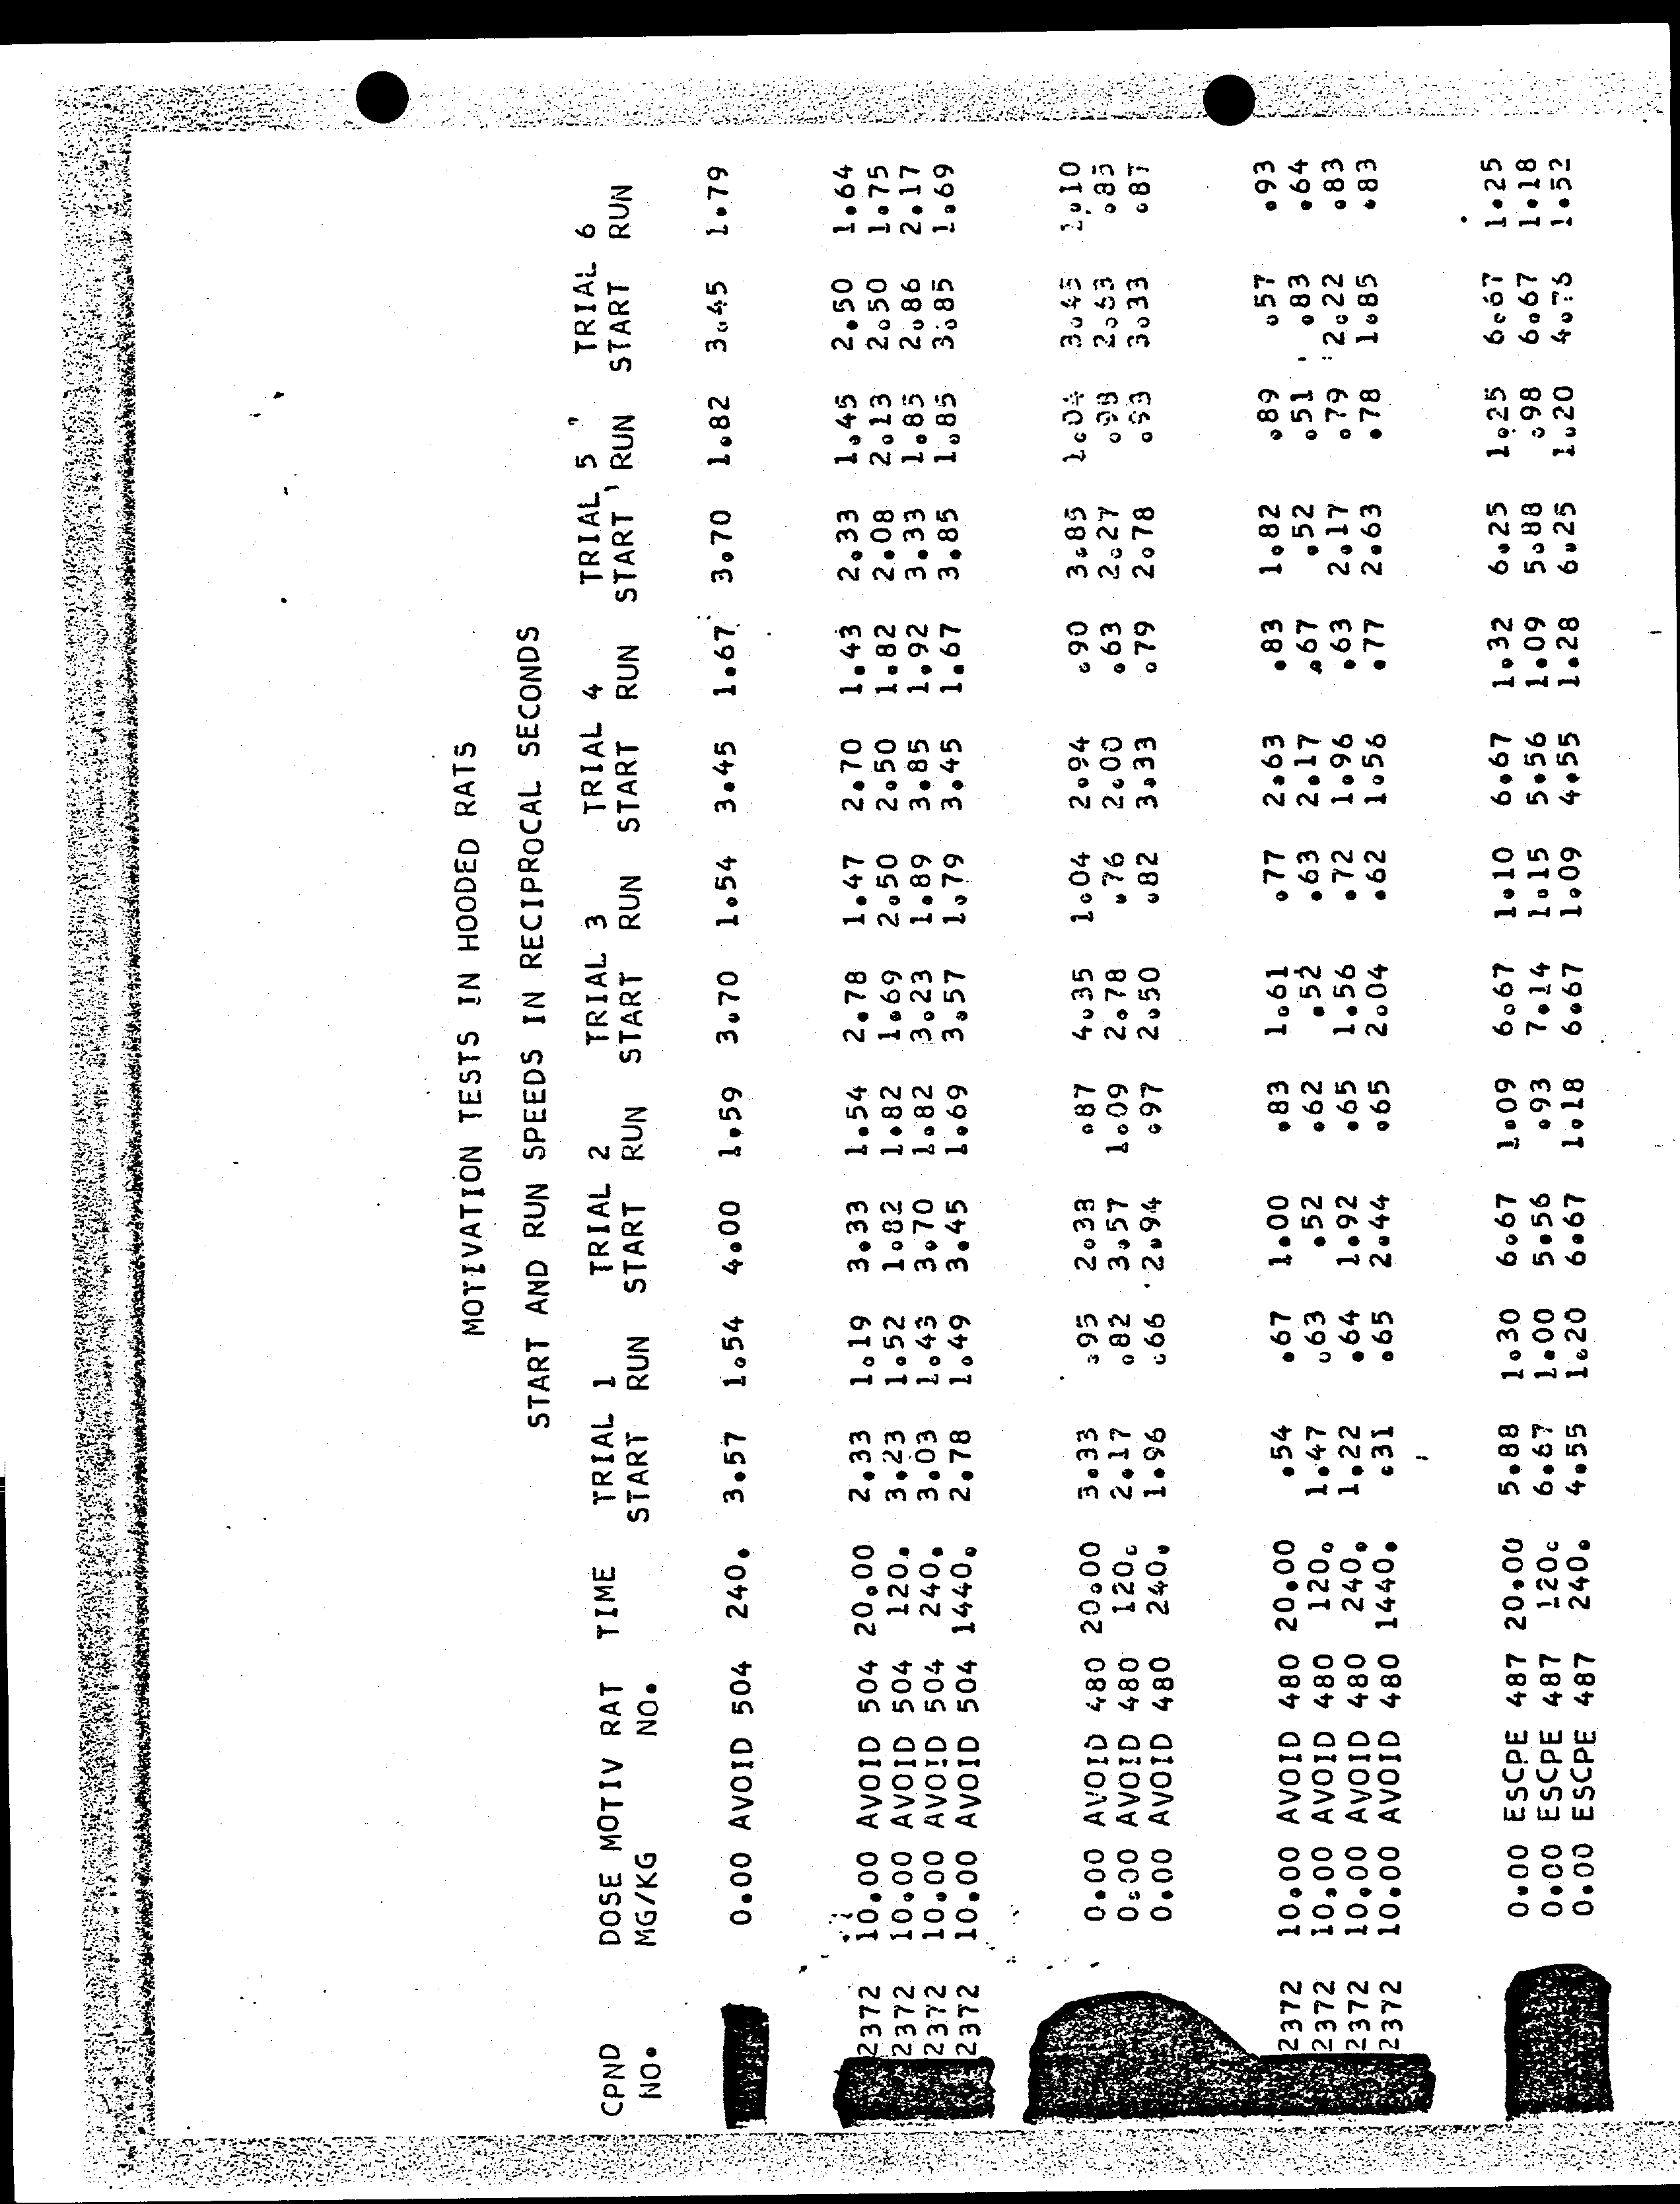 MOTIVATION TESTS IN HOODED RATS
START AND RUN SPEEDS IN RECIPROCAL SECONDS
CPND DOSE MOTIV RAT TIME TRIAL 1 TRIAL 2 TRIAL 3 TRIAL 4 TRIAL 5 TRIAL 6
NO. MG/KG NO. START RUN START RUN START RUN START RUN START RUN START RUN
0.00 AVOID 504 240. 3.57 1.54 4.00 1.59 3.70 1.54 3.45 1.67 3.70 1.82 3.45 1.79
2372 10.00 AVOID 504 20.00 2.33 1.19 3.33 1.54 2.78 1.47 2.70 1.43 2.33 1.45 2.50 1.64
2372 10.00 AVOID 504 120. 3.23 1.52 1.82 1.82 1.69 2.50 2.50 1.82 2.08 2.13 2.50 1.75
2372 10.00 AVOID 504 240. 3.03 1.43 3.70 1.82 3.23 1.89 3.85 1.92 3.33 1.85 2.86 2.17
2372 10.00 AVOID 504 1440. 2.78 1.49 3.45 1.69 3.57 1.79 3.45 1.67 3.85 1.85 3.85 1.69
0.00 AVOID 480 20.00 3.33 .95 2.33 .87 4.35 1.04 2.94 .90 3.85 1.04 3.45 1.10
0.00 AVOID 480 120. 2.17 .82 3.57 1.09 2.78 .76 2.00 .63 2.27 .98 2.63
0.00 AVOID 480 240. 1.96 .66 2.94 .97 2.50 .82 3.33 .79 2.78 .93 3.33 .87
2372 10.00 AVOID 480 20.00 .54 .67 1.00 .83 1.61 .77 2.63 .83 1.82 .89 .57 .93
2372 10.00 AVOID 480 120. 1.47 .63 .52 .62 .52 .63 2.17 .67 .52 .51 .83 .64
2372 10.00 AVOID 480 240. 1.22 .64 1.92 .65 1.56 .72 1.96 .63 2.17 .79 2.22 .83
2372 10.00 AVOID 480 1440. .31 .65 2.44 .65 2.04 .62 1.56 .77 2.63 .78 1.85 .83
0.00 ESCPE 487 20.00 5.88 1.30 6.67 1.09 6.67 1.10 6.67 1.32 6.25 1.25 6.67 1.25
0.00 ESCPE 487 120. 6.67 1.00 5.56 .93 7.14 1.15 5.56 1.09 5.88 .98 6.67 1.18
0.00 ESCPE 487 240. 4.55 1.20 6.67 1.18 6.67 1.09 4.55 1.28 6.25 1.20 4.76 1.52